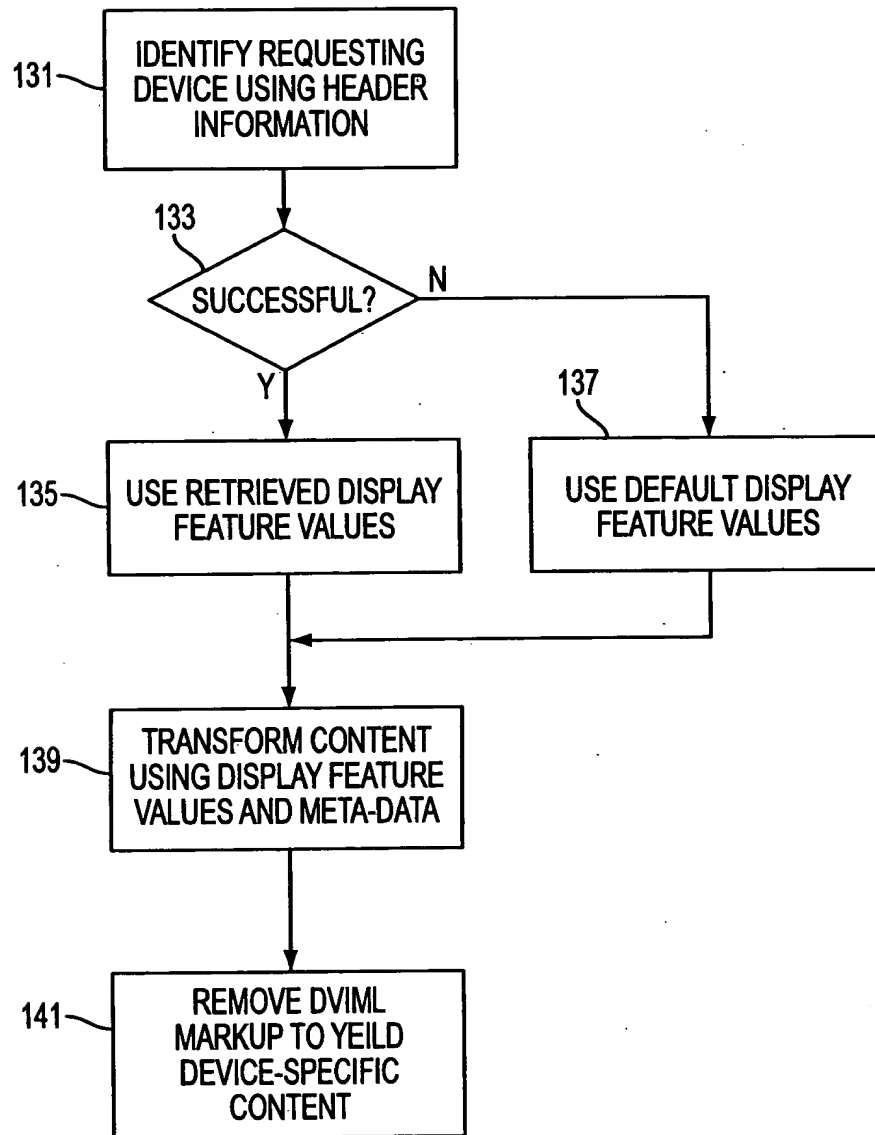 131
IDENTIFY REQUESTING
DEVICE USING HEADER
INFORMATION
133
SUCCESSFUL?
N
Y
137
135
USE RETRIEVED DISPLAY
FEATURE VALUES
USE DEFAULT DISPLAY
FEATURE VALUES
139
TRANSFORM CONTENT
USING DISPLAY FEATURE
VALUES AND META-DATA
141
REMOVE DVIML
MARKUP TO YEILD
DEVICE-SPECIFIC
CONTENT